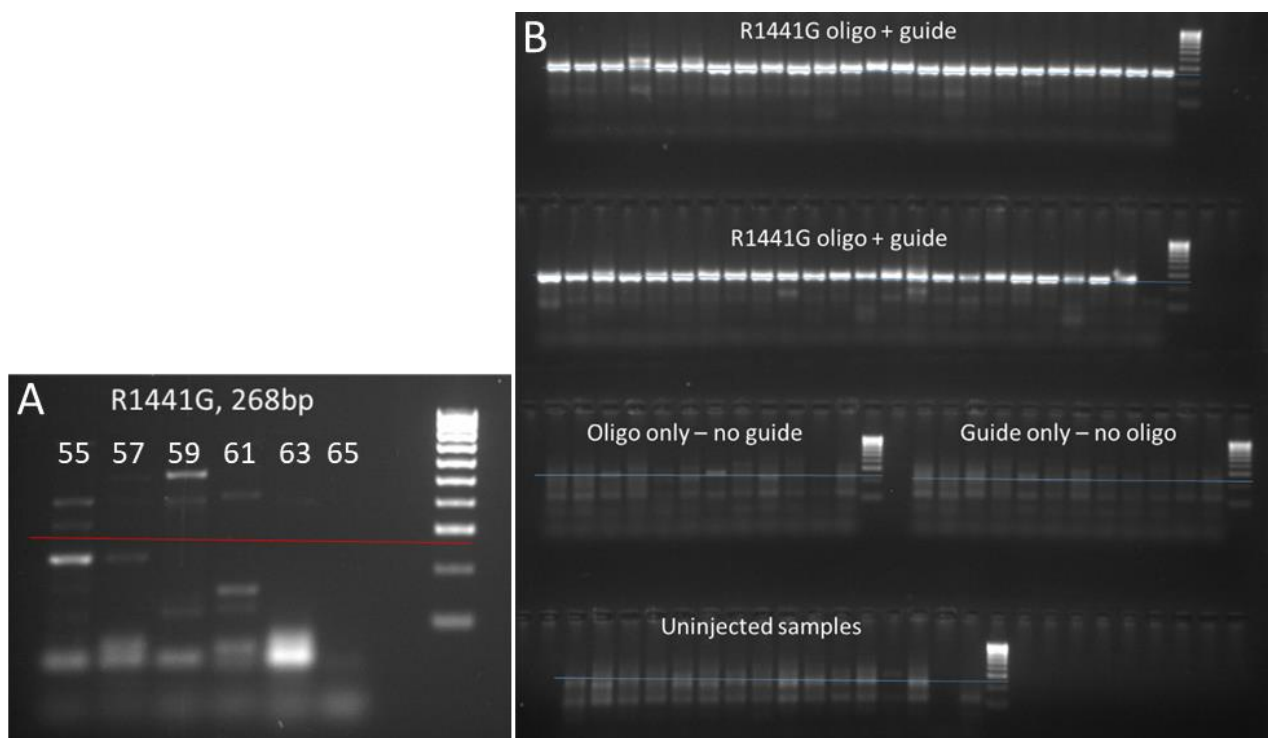 A
R1441G, 268bp
55 57 59 61 63 65
B
R1441G oligo + guide
R1441G oligo + guide
Oligo only – no guide
Guide only – no oligo
Uninjected samples